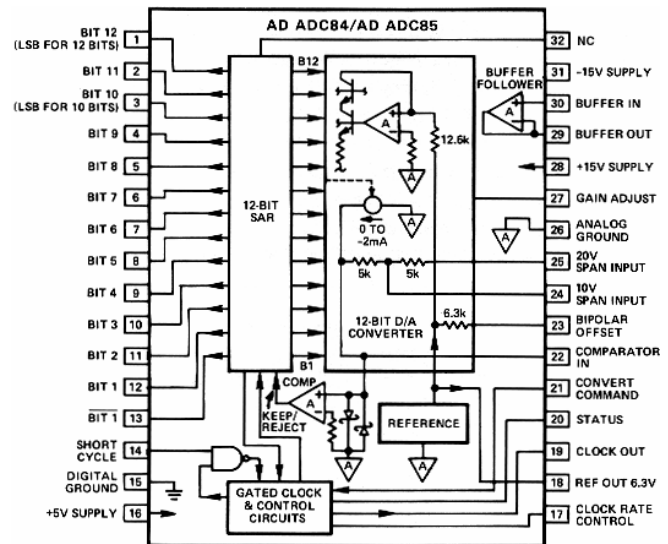 AD ADC84/AD ADC85
BIT 12
(LSB FOR 12 BITS)
1
BIT 11
2
BIT 10
(LSB FOR 10 BITS)
3
BIT 9
4
BIT 8
5
BIT 7
6
BIT 6
7
BIT 5
8
BIT 4
9
BIT 3
10
BIT 2
11
BIT 1
12
BIT 1
13
SHORT
CYCLE
14
DIGITAL
GROUND
15
+5V SUPPLY
16
12-BIT
SAR
B12
B1
A
12.6k
A
A
0 TO
-2mA
5k
5k
6.3k
12-BIT D/A
CONVERTER
COMP
KEEP/
REJECT
A
A
REFERENCE
A
GATED CLOCK
& CONTROL
CIRCUITS
BUFFER
FOLLOWER
A
A
32
NC
31
-15V SUPPLY
30
BUFFER IN
29
BUFFER OUT
28
+15V SUPPLY
27
GAIN ADJUST
26
ANALOG
GROUND
25
20V
SPAN INPUT
24
10V
SPAN INPUT
23
BIPOLAR
OFFSET
22
COMPARATOR
IN
21
CONVERT
COMMAND
20
STATUS
19
CLOCK OUT
18
REF OUT 6.3V
17
CLOCK RATE
CONTROL